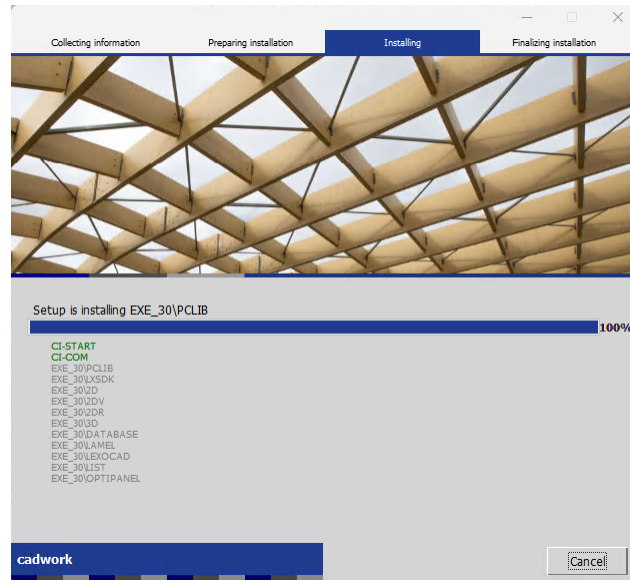 Collecting information
Preparing installation
Installing
Finalizing installation
Setup is installing EXE_30\PCLIB
100%
CI-START
CI-COM
EXE_30\PCLIB
EXE_30\LXSDK
EXE_30\2D
EXE_30\2DV
EXE_30\2DR
EXE_30\3D
EXE_30\DATABASE
EXE_30\LAMEL
EXE_30\LEXOCAD
EXE_30\LIST
EXE_30\OPTIPANEL
cadwork
Cancel